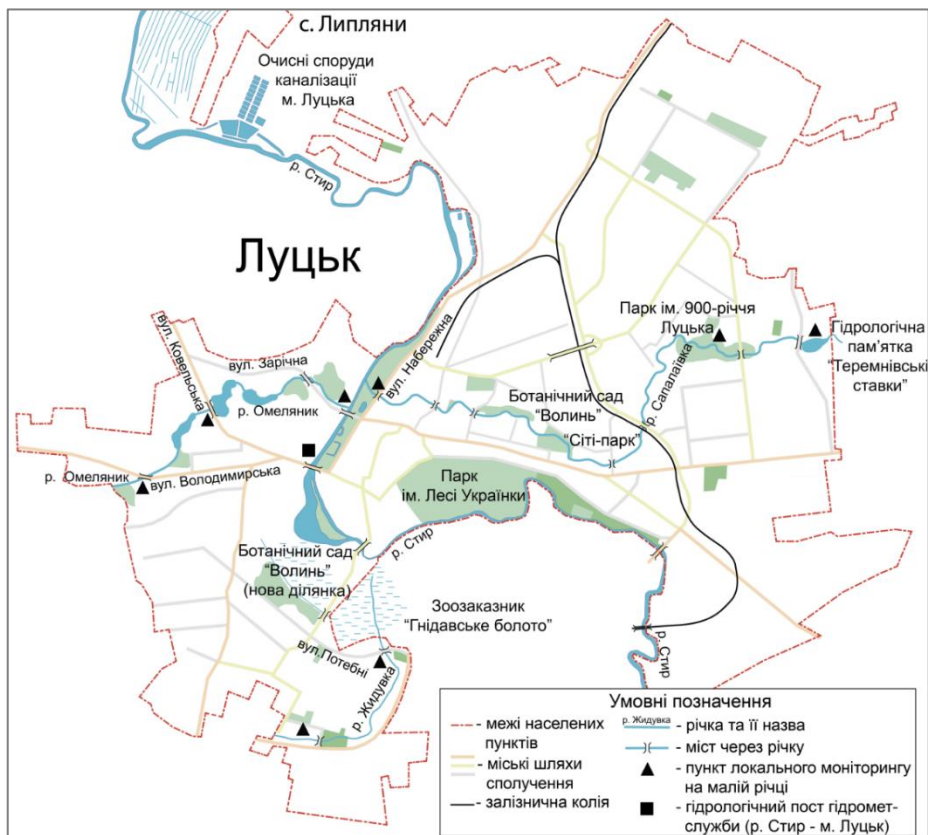 с. Липляни
Очисні споруди
каналізації
м. Луцька
р. Стир
Луцьк
Парк ім. 900-річчя
Луцька
Гідрологічна
пам’ятка
“Теремнівські
ставки”
вул. Ковельська
вул. Зарічна
вул. Набережна
р. Омеляник
Ботанічний сад
“Волинь”
“Сіті-парк”
р. Сапалаївка
р. Омеляник
вул. Володимирська
Парк
ім. Лесі Українки
р. Стир
Ботанічний сад
“Волинь”
(нова ділянка)
Зоозаказник
“Гнідавське болото”
р. Стир
вул.Потебні
р. Жидувка
Умовні позначення
- межі населених
пунктів
- міські шляхи
сполучення
- залізнична колія
р. Жидувка
- річка та її назва
- міст через річку
- пункт локального моніторингу
на малій річці
- гідрологічний пост гідромет-
служби (р. Стир - м. Луцьк)